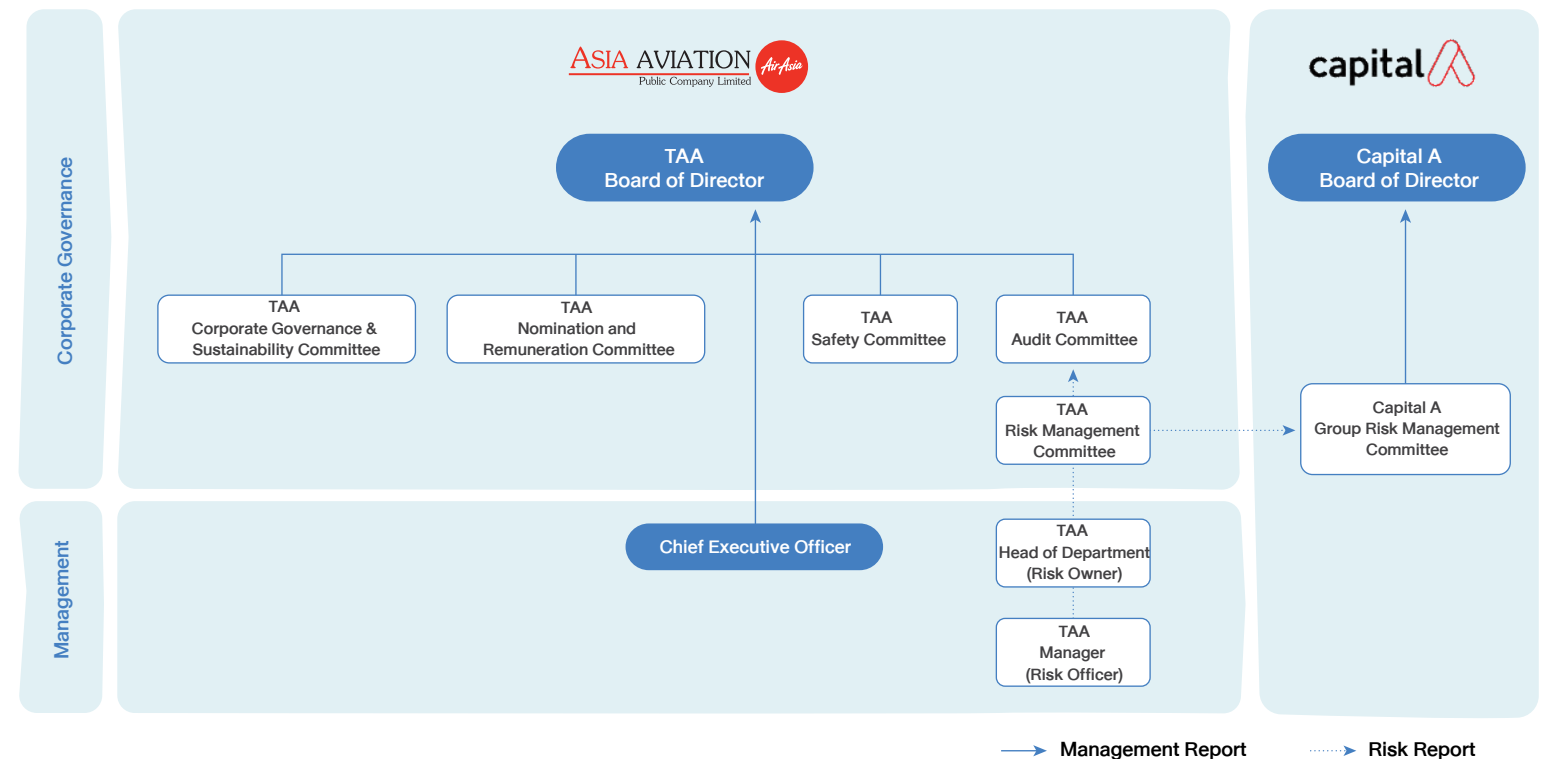 Corporate Governance
ASIA AVIATION
Public Company Limited
AirAsia
capital A
TAA
Board of Director
Capital A
Board of Director
TAA
Corporate Governance &
Sustainability Committee
TAA
Nomination and
Remuneration Committee
TAA
Safety Committee
TAA
Audit Committee
TAA
Risk Management
Committee
Capital A
Group Risk Management
Committee
Management
Chief Executive Officer
TAA
Head of Department
(Risk Owner)
TAA
Manager
(Risk Officer)
Management Report
Risk Report